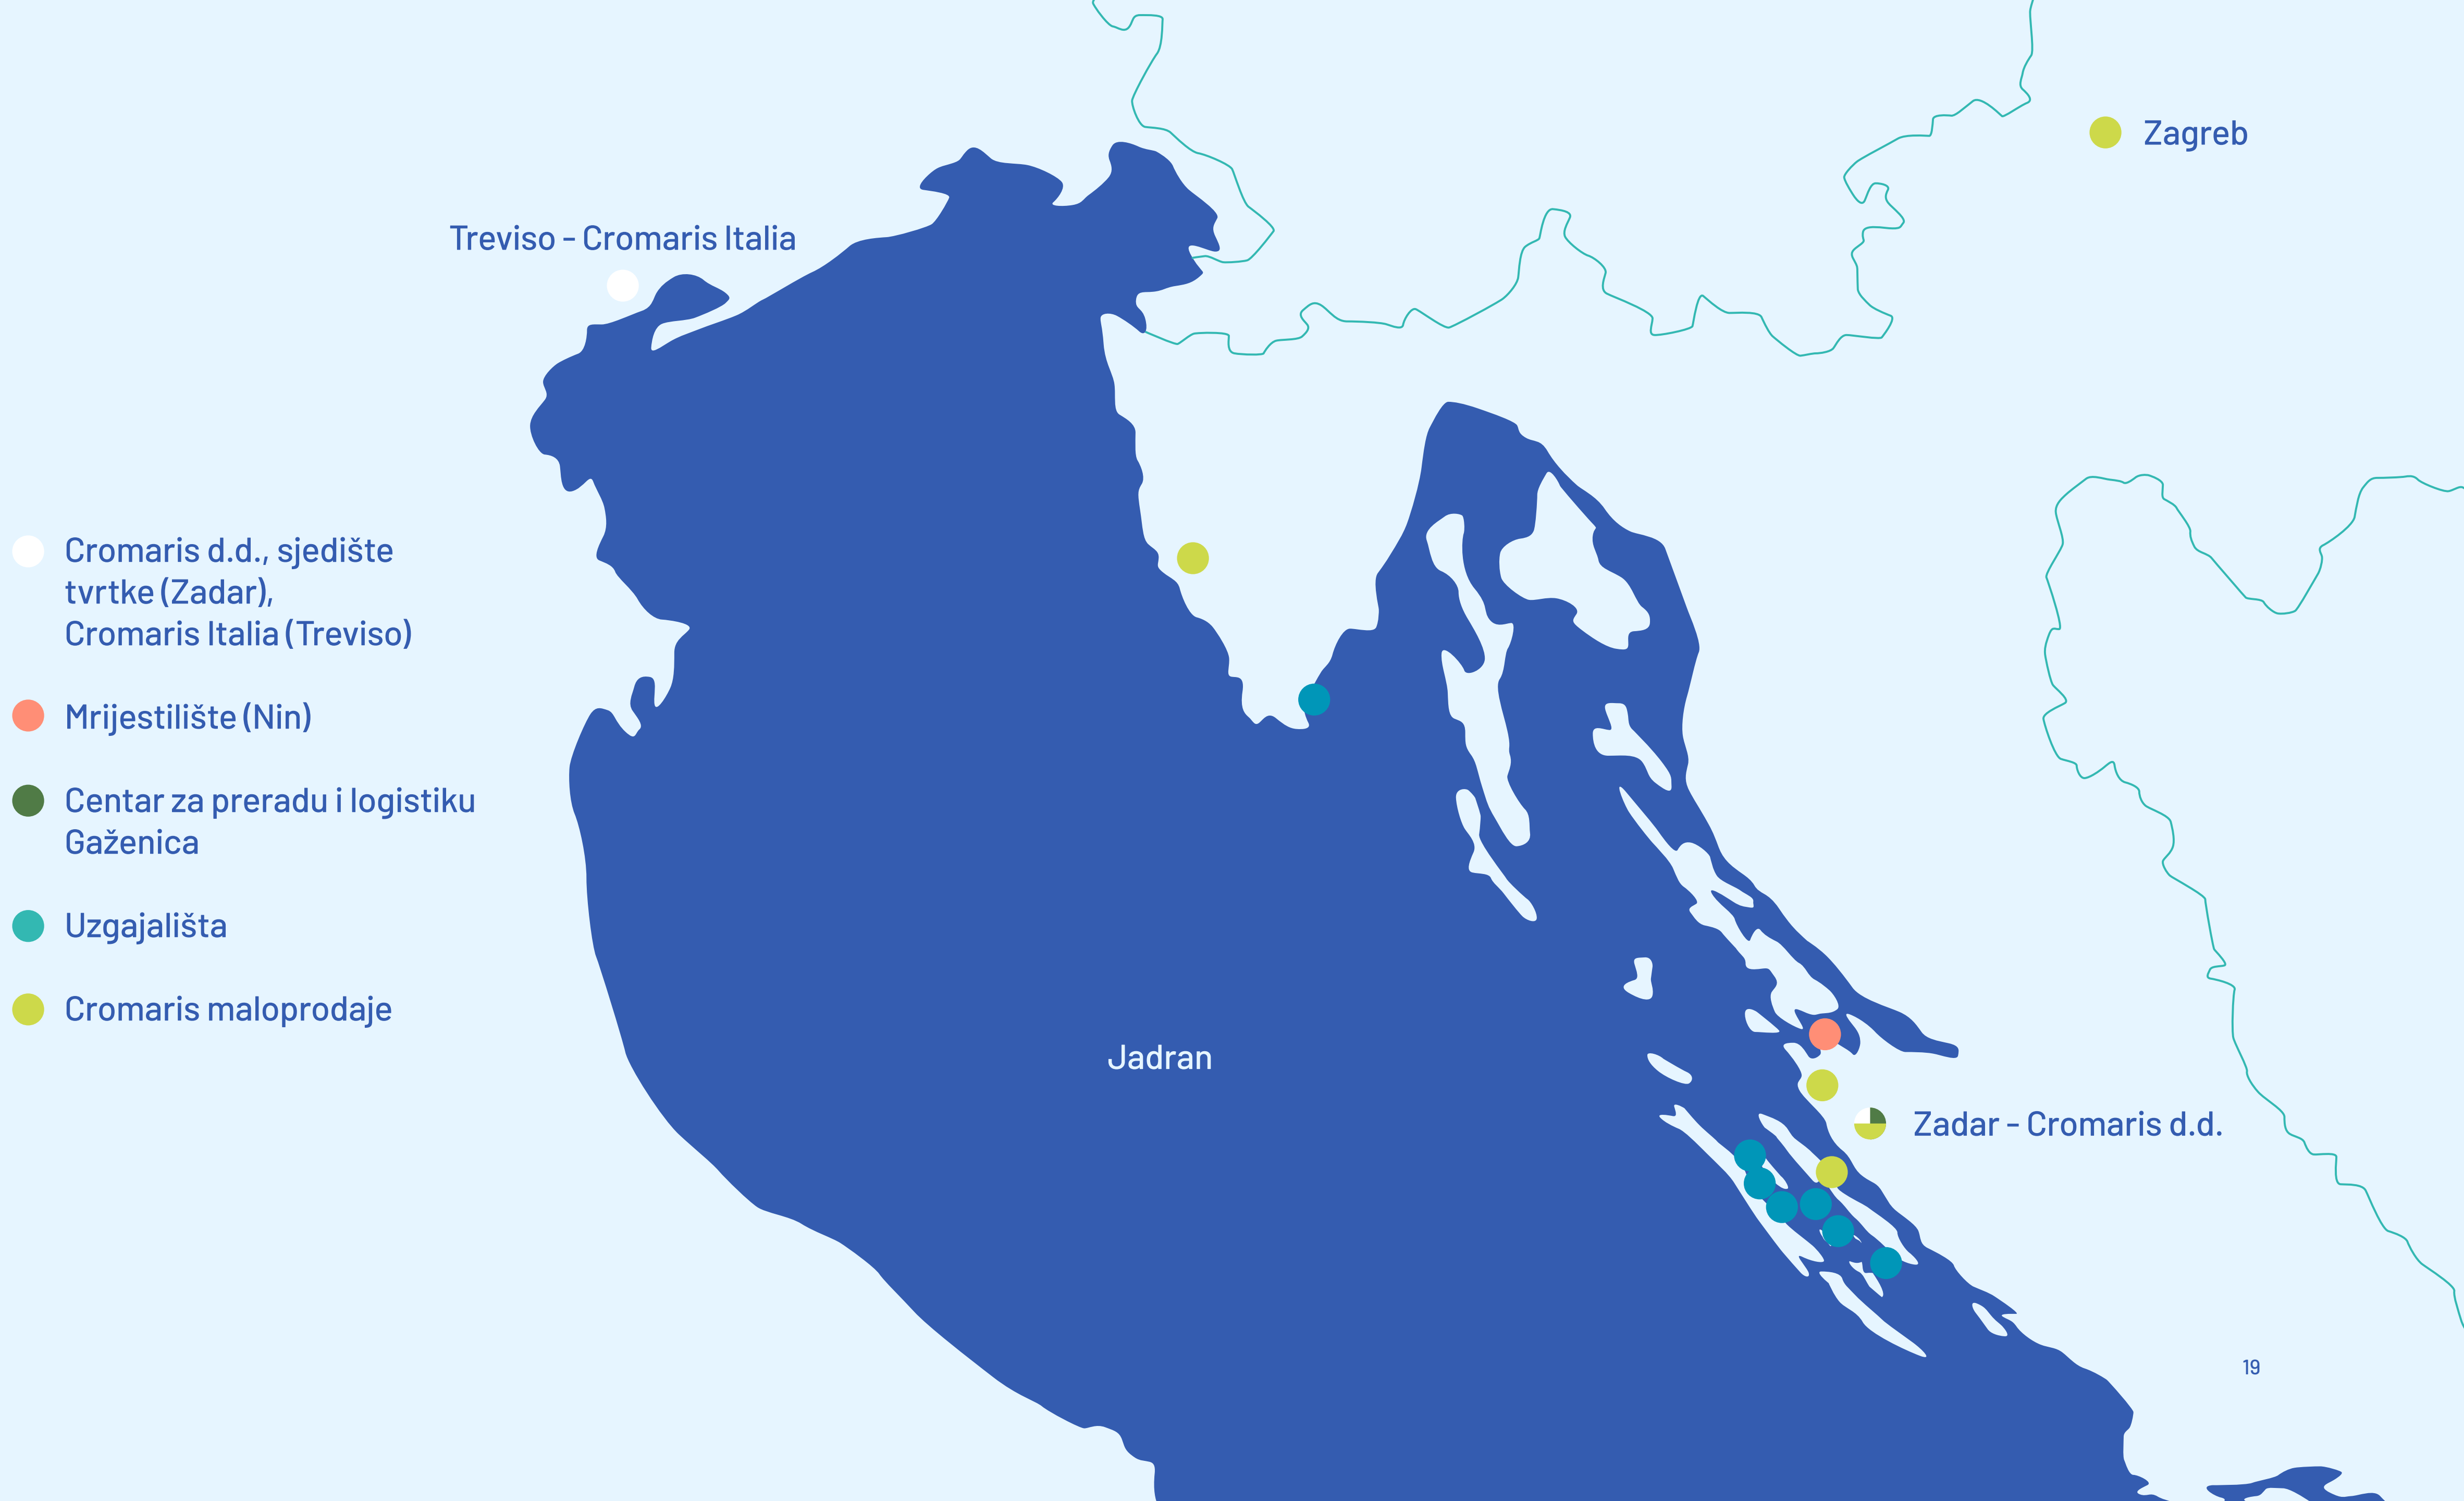 Zagreb
Treviso – Cromaris Italia
Cromaris d.d., sjedište
tvrtke (Zadar),
Cromaris Italia (Treviso)
Mrijestilište (Nin)
Centar za preradu i logistiku
Gaženica
Uzgajališta
Cromaris maloprodaje
Jadran
Zadar – Cromaris d.d.
19